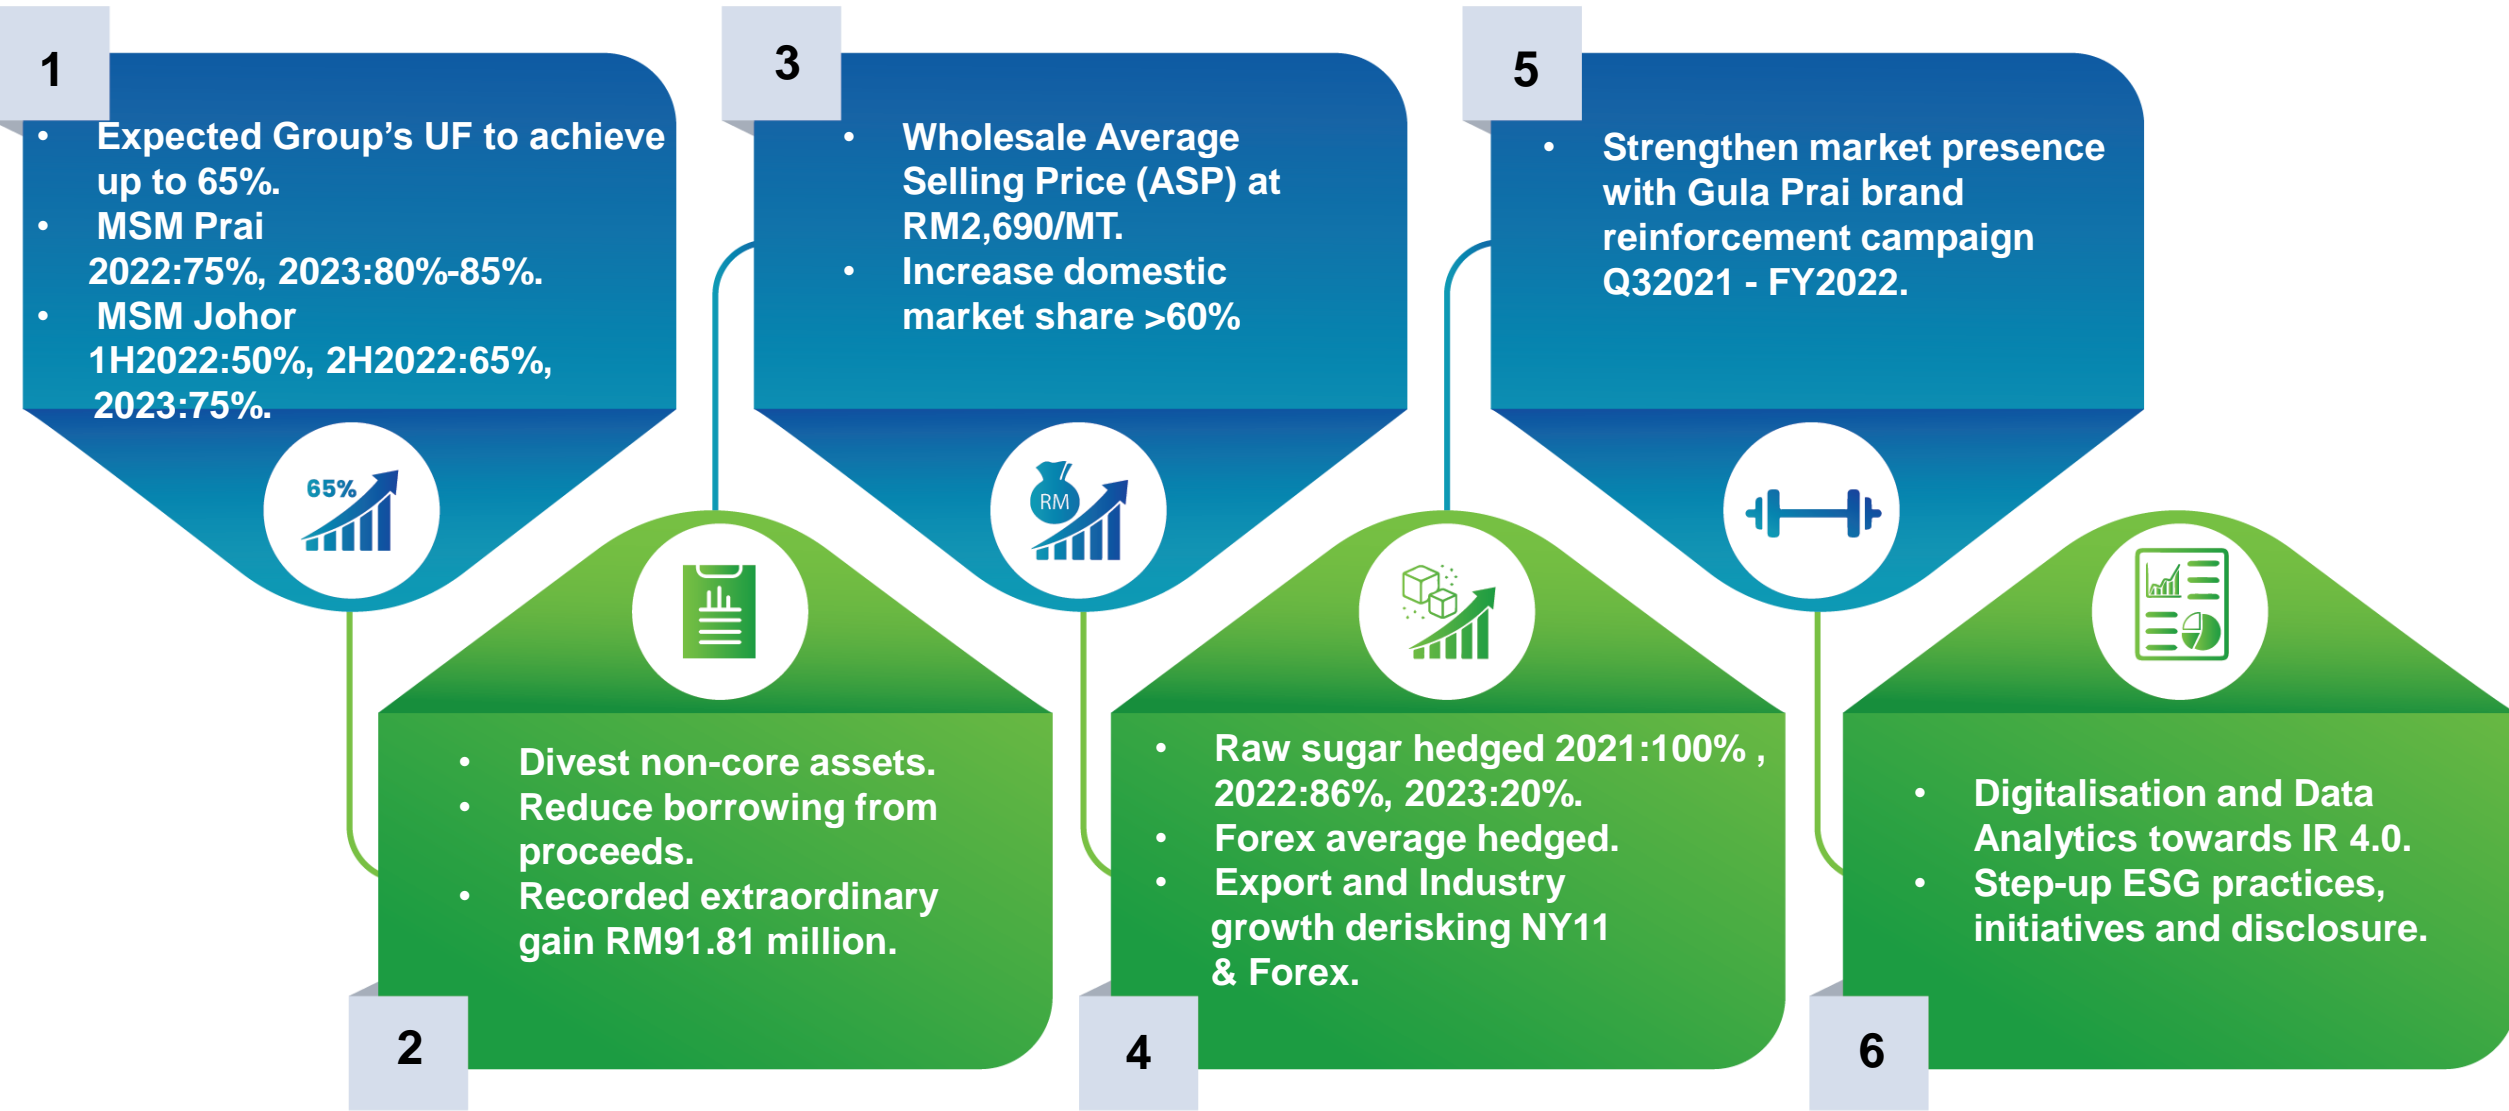 1
• Expected Group’s UF to achieve
up to 65%.
• MSM Prai
2022:75%, 2023:80%-85%.
• MSM Johor
1H2022:50%, 2H2022:65%,
2023:75%.
65%
2
• Divest non-core assets.
• Reduce borrowing from
proceeds.
• Recorded extraordinary
gain RM91.81 million.
3
• Wholesale Average
Selling Price (ASP) at
RM2,690/MT.
• Increase domestic
market share >60%
RM
4
• Raw sugar hedged 2021:100% ,
2022:86%, 2023:20%.
• Forex average hedged.
• Export and Industry
growth derisking NY11
& Forex.
5
• Strengthen market presence
with Gula Prai brand
reinforcement campaign
Q32021 - FY2022.
6
• Digitalisation and Data
Analytics towards IR 4.0.
• Step-up ESG practices,
initiatives and disclosure.